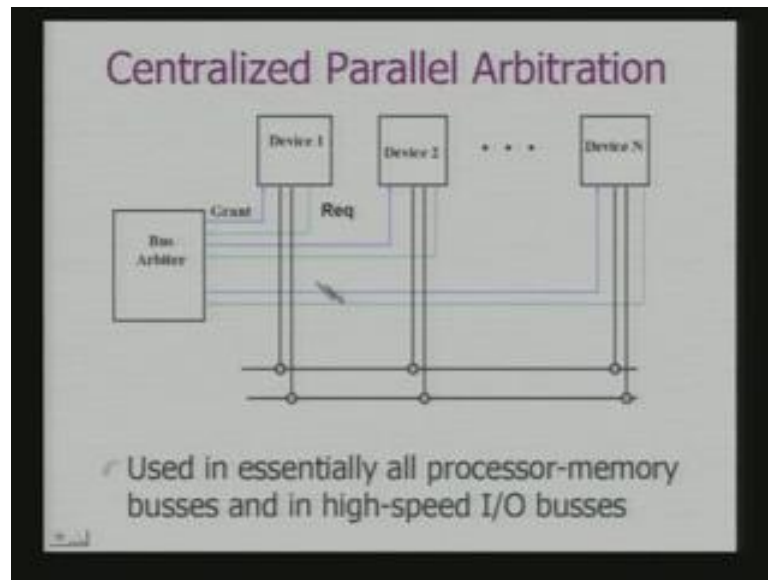 Centralized Parallel Arbitration
Device 1
Device 2
Device N
Grant
Req
Bus
Arbiter
Used in essentially all processor-memory
busses and in high-speed I/O busses